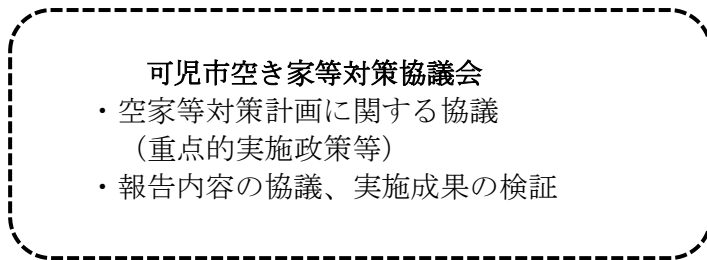 可児市空き家等対策協議会
・空家等対策計画に関する協議
（重点的実施政策等）
・報告内容の協議、実施成果の検証